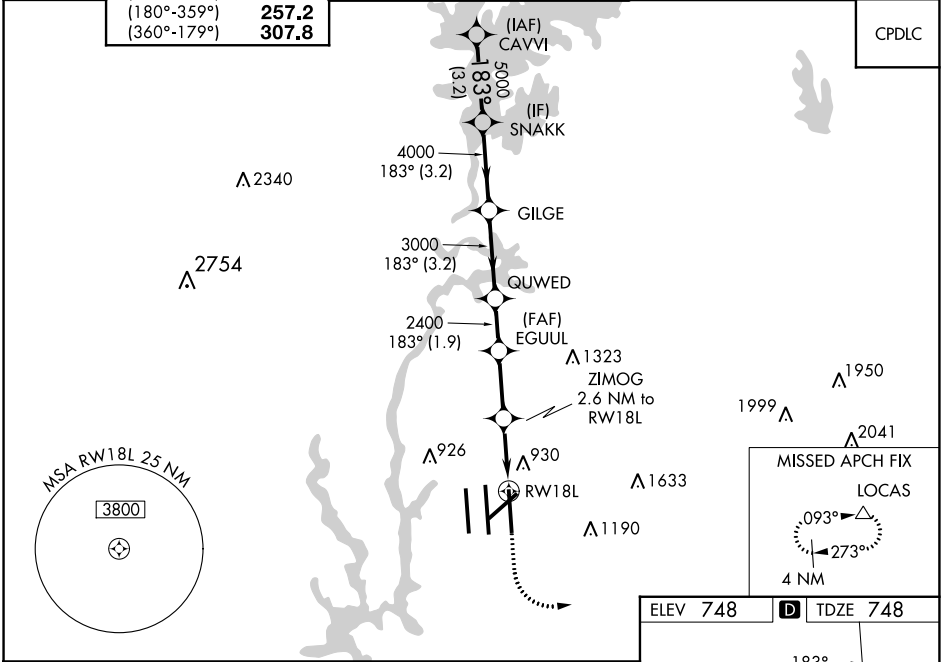 (180°-359°) 257.2
(360°-179°) 307.8
CPDLC
(IAF)
CAVVI
5000
183°
(3.2)
(IF)
SNAKK
4000
183° (3.2)
2340
GILGE
3000
183° (3.2)
2754
QUWED
2400
183° (1.9)
(FAF)
EGUUL
1323
ZIMOG
2.6 NM to
RW18L
1950
1999
2041
926
930
1633
RW18L
1190
MSA RW18L 25 NM
3800
MISSED APCH FIX
LOCAS
093°
273°
4 NM
ELEV 748 D TDZE 748
183°